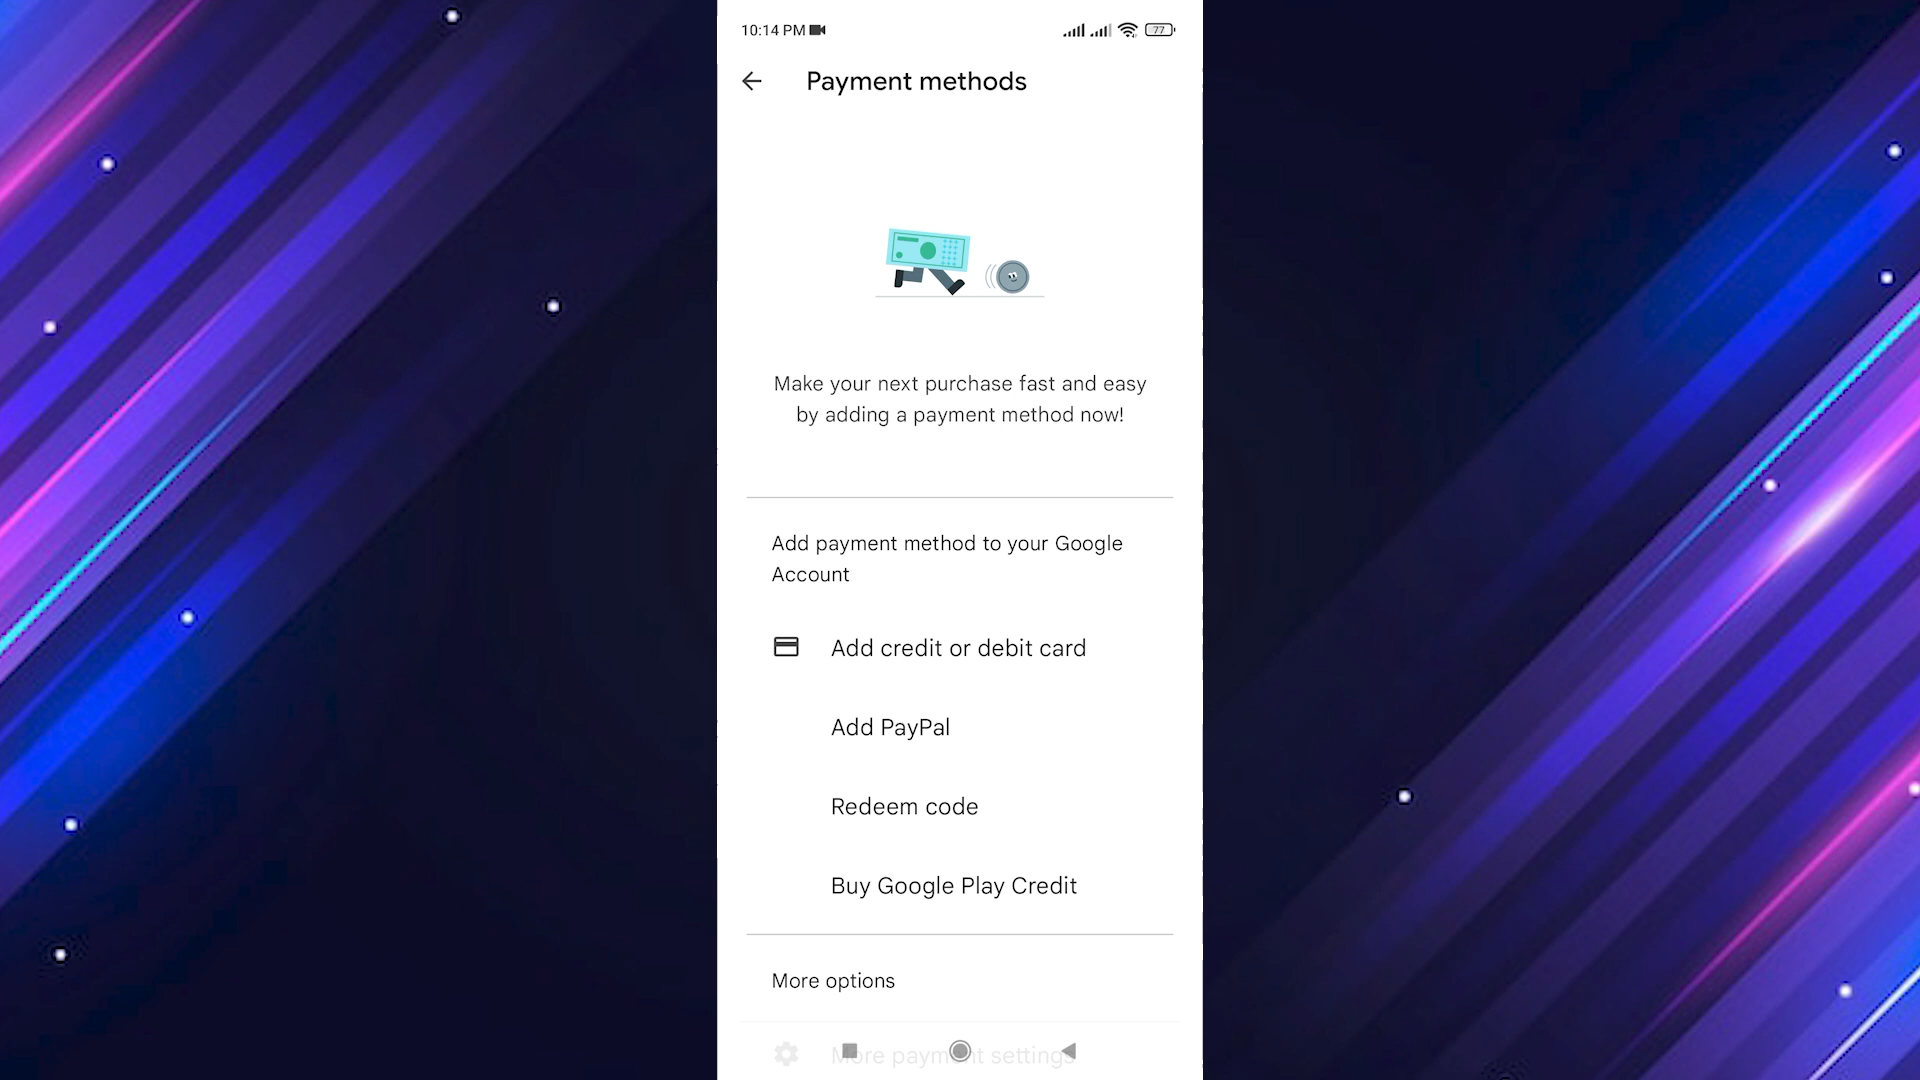 10:14 PM 77
Payment methods
Make your next purchase fast and easy
by adding a payment method now!
Add payment method to your Google
Account
Add credit or debit card
Add PayPal
Redeem code
Buy Google Play Credit
More options
More payment settings